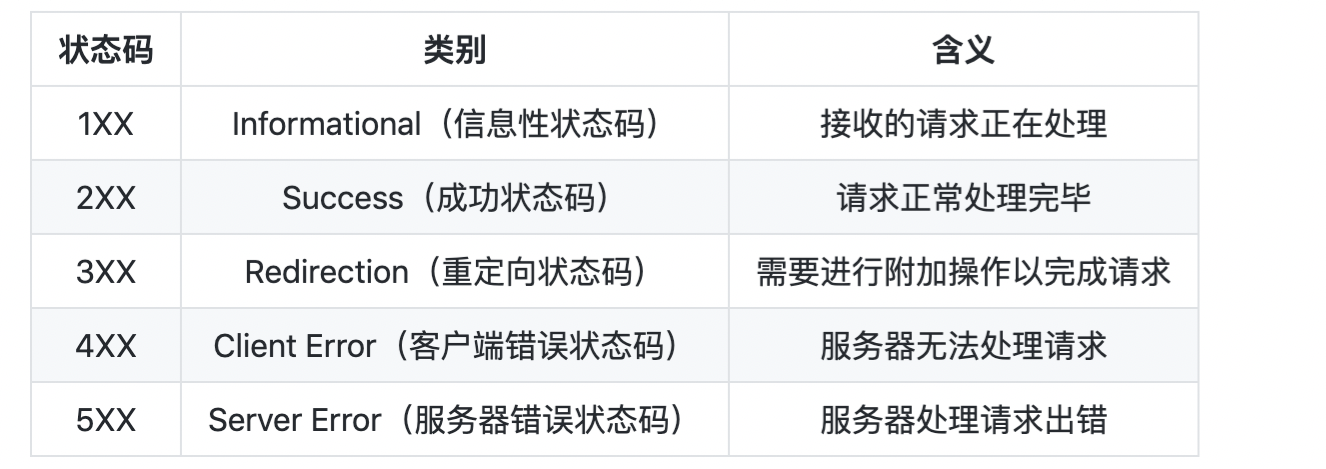 状态码 类别 含义
1XX Informational（信息性状态码） 接收的请求正在处理
2XX Success（成功状态码） 请求正常处理完毕
3XX Redirection（重定向状态码） 需要进行附加操作以完成请求
4XX Client Error（客户端错误状态码） 服务器无法处理请求
5XX Server Error（服务器错误状态码） 服务器处理请求出错